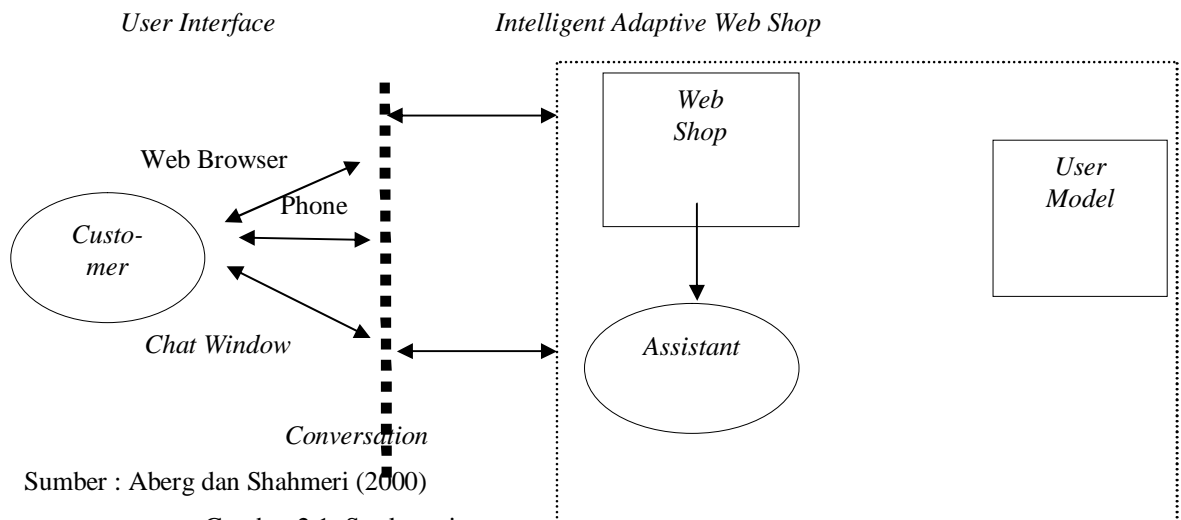 User Interface
Intelligent Adaptive Web Shop
Web
Shop
Web Browser
User
Model
Phone
Custo-
mer
Chat Window
Assistant
Conversation
Sumber : Aberg dan Shahmeri (2000)